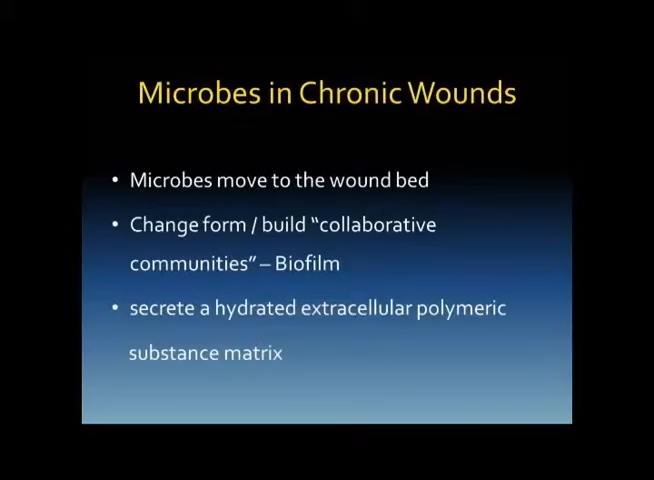 Microbes in Chronic Wounds
• Microbes move to the wound bed
• Change form / build “collaborative
communities” – Biofilm
• secrete a hydrated extracellular polymeric
substance matrix